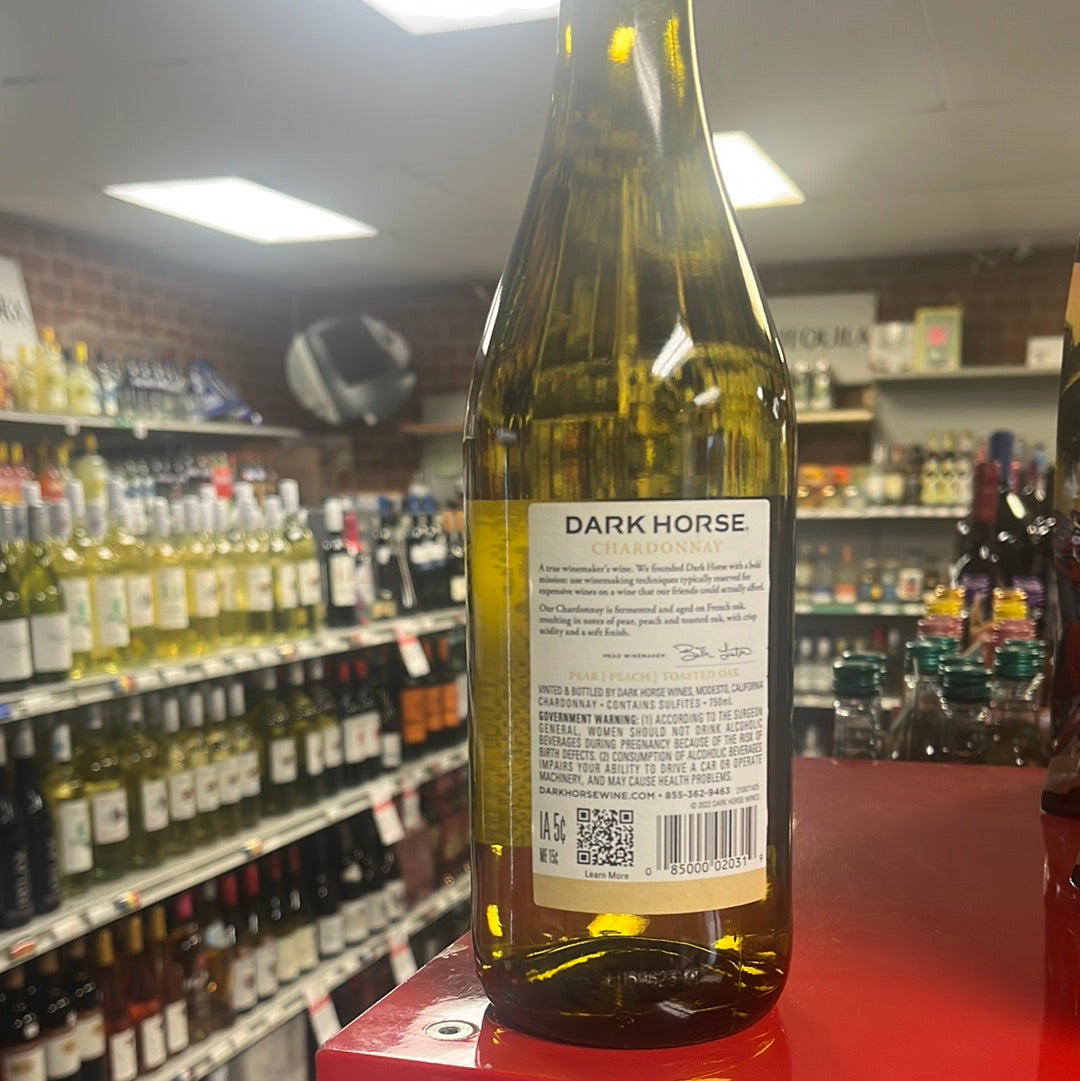 DARK HORSE
CHARDONNAY
A true winemaker's wine. We founded Dark Horse with a bold
mission: use winemaking techniques typically reserved for
expensive wines on a wine that our friends could actually afford.
Our Chardonnay is fermented and aged on French oak,
resulting in notes of pear, peach and toasted oak, with crisp
acidity and a soft finish.
HEAD WINEMAKER:
PEAR | PEACH | TOASTED OAK
VINTED & BOTTLED BY DARK HORSE WINES, MODESTO, CALIFORNIA
CHARDONNAY • CONTAINS SULFITES • 750mL
GOVERNMENT WARNING: (1) ACCORDING TO THE SURGEON
GENERAL, WOMEN SHOULD NOT DRINK ALCOHOLIC
BEVERAGES DURING PREGNANCY BECAUSE OF THE RISK OF
BIRTH DEFECTS. (2) CONSUMPTION OF ALCOHOLIC BEVERAGES
IMPAIRS YOUR ABILITY TO DRIVE A CAR OR OPERATE
MACHINERY, AND MAY CAUSE HEALTH PROBLEMS.
DARKHORSEWINE.COM • 855-362-9463
© 2022 DARK HORSE WINES
IA 5¢
ME 15¢
Learn More
0 85000 02031 9